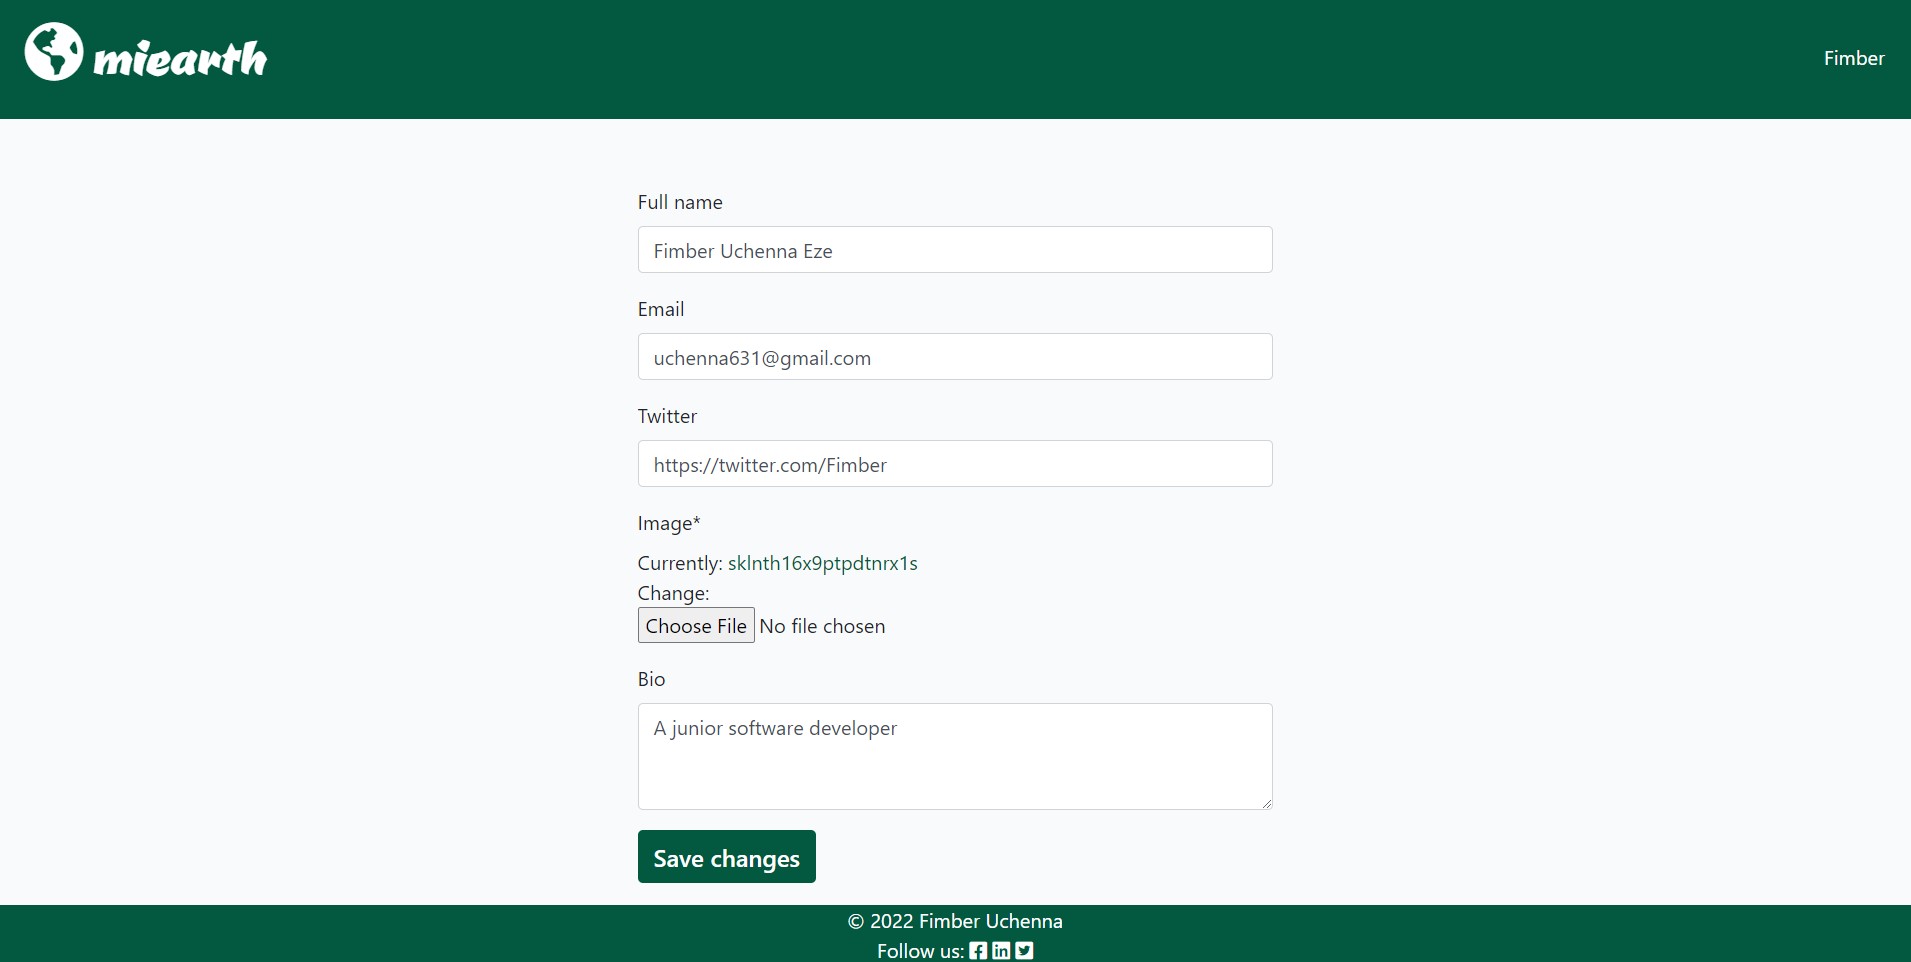 miearth
Fimber
Full name
Fimber Uchenna Eze
Email
uchenna631@gmail.com
Twitter
https://twitter.com/Fimber
Image*
Currently: sklnth16x9ptpdtnrx1s
Change:
Choose File No file chosen
Bio
A junior software developer
Save changes
© 2022 Fimber Uchenna
Follow us: